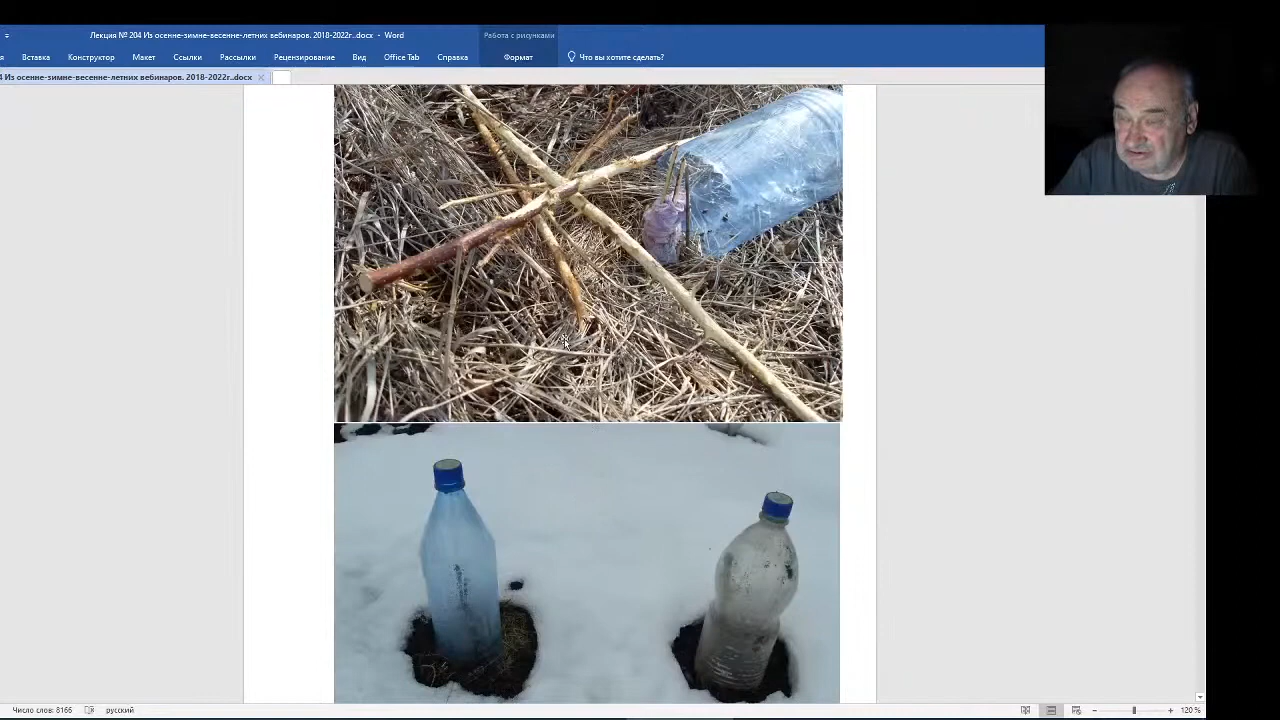 Лекция № 204 Из осенне-зимне-весенне-летних вебинаров. 2018-2022г..docx - Word
Работа с рисунками
я Вставка Конструктор Макет Ссылки Рассылки Рецензирование Вид Office Tab Справка Формат Что вы хотите сделать?
4 Из осенне-зимне-весенне-летних вебинаров. 2018-2022г..docx
Число слов: 8166 русский 120 %